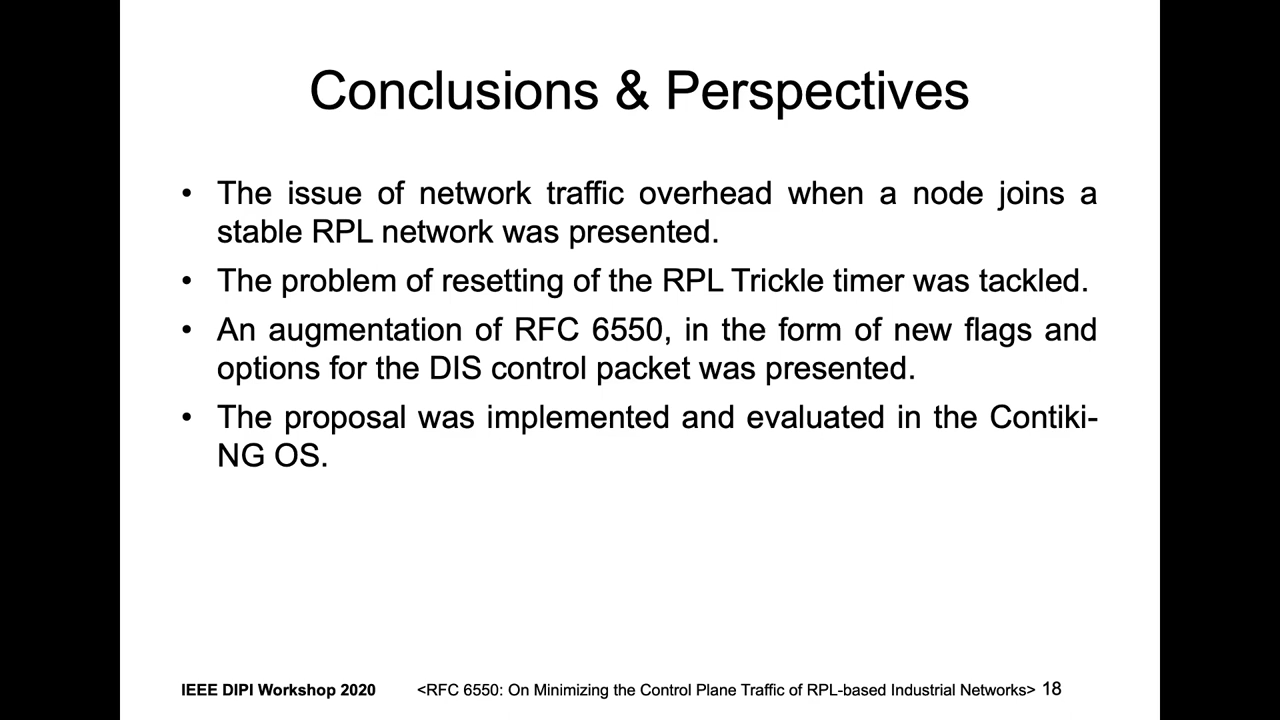 Conclusions & Perspectives
• The issue of network traffic overhead when a node joins a
stable RPL network was presented.
• The problem of resetting of the RPL Trickle timer was tackled.
• An augmentation of RFC 6550, in the form of new flags and
options for the DIS control packet was presented.
• The proposal was implemented and evaluated in the Contiki-
NG OS.
IEEE DIPI Workshop 2020 <RFC 6550: On Minimizing the Control Plane Traffic of RPL-based Industrial Networks> 18